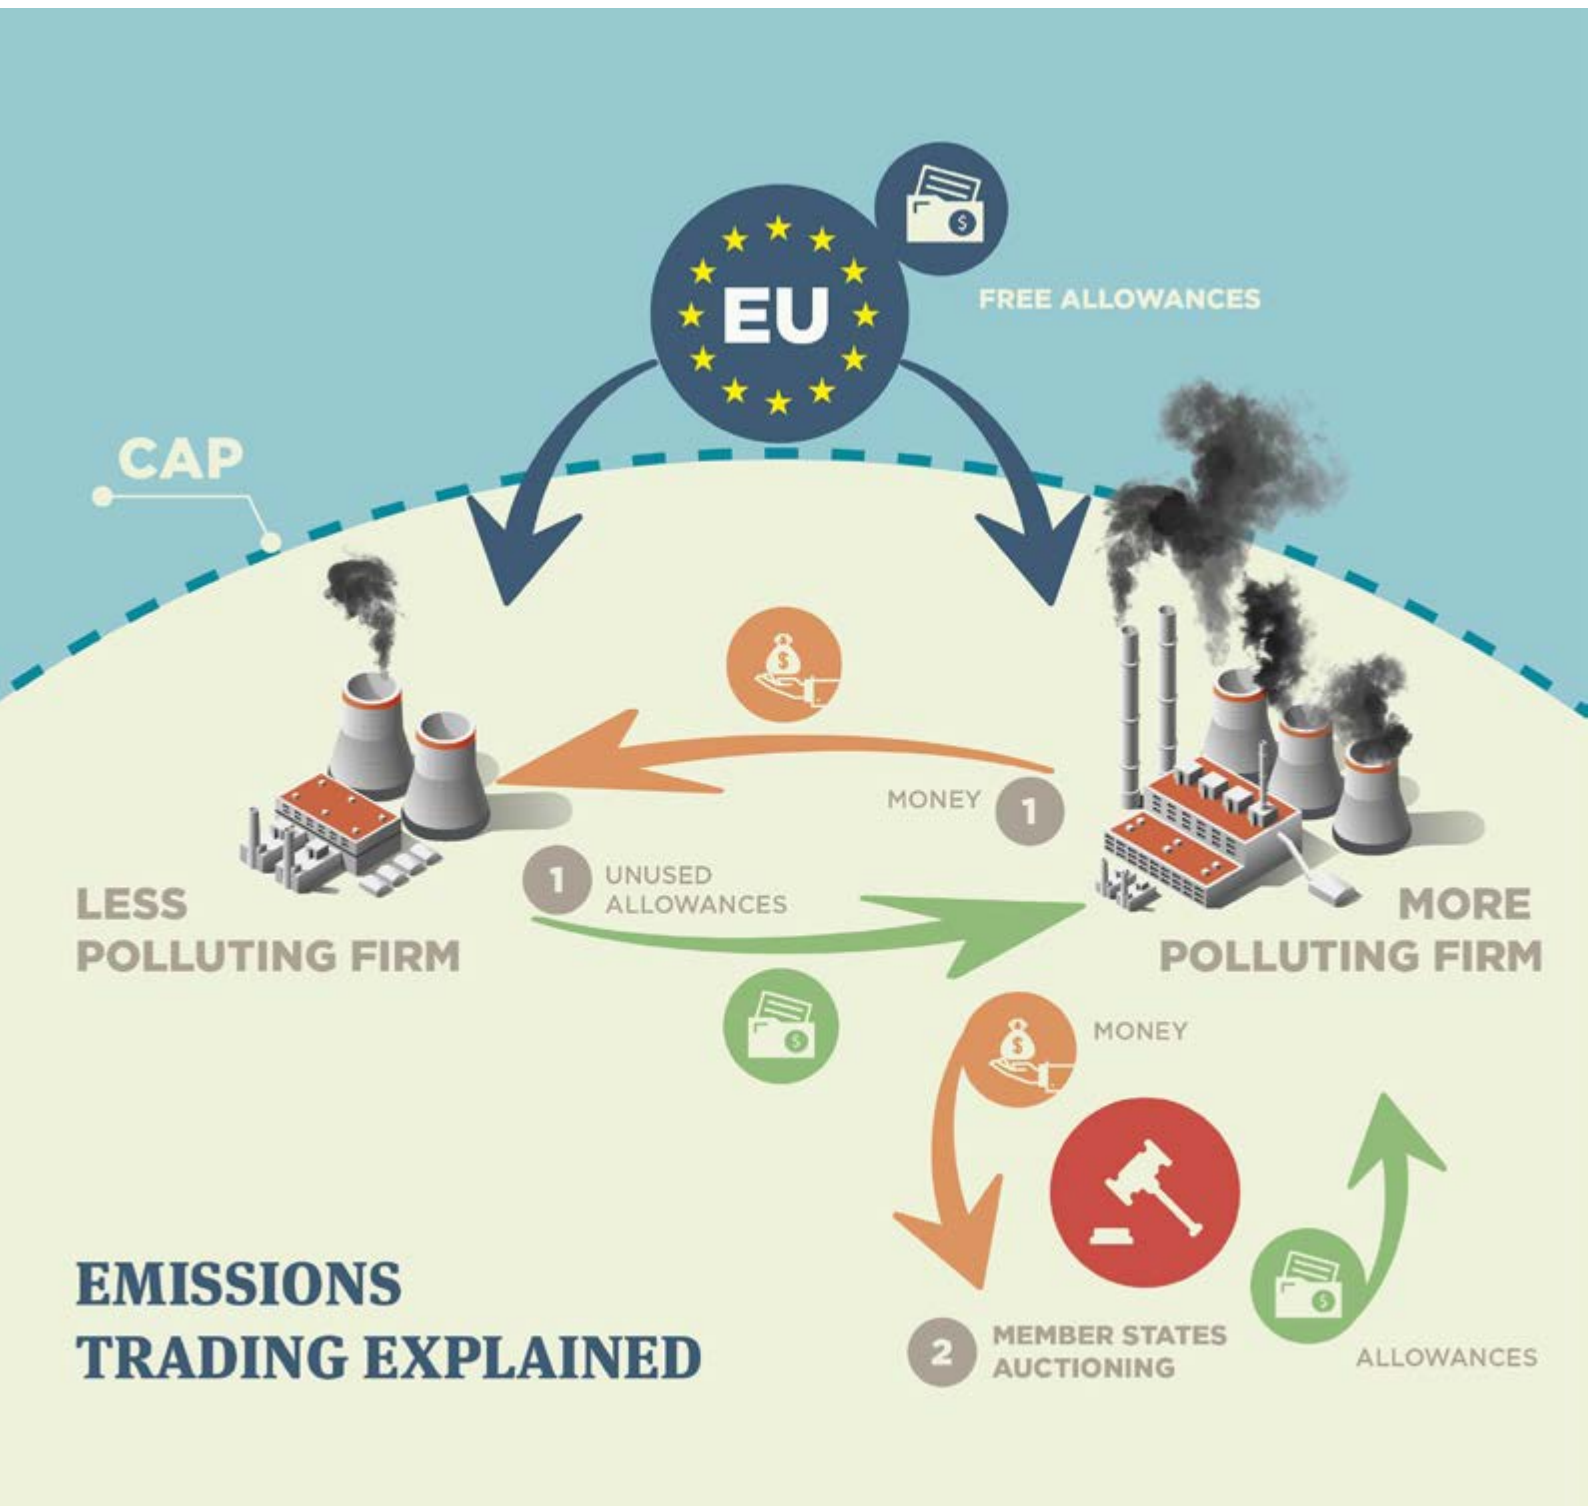 EU
FREE ALLOWANCES
CAP
MONEY
1
1
UNUSED
ALLOWANCES
LESS
POLLUTING FIRM
MORE
POLLUTING FIRM
MONEY
EMISSIONS
TRADING EXPLAINED
2
MEMBER STATES
AUCTIONING
ALLOWANCES